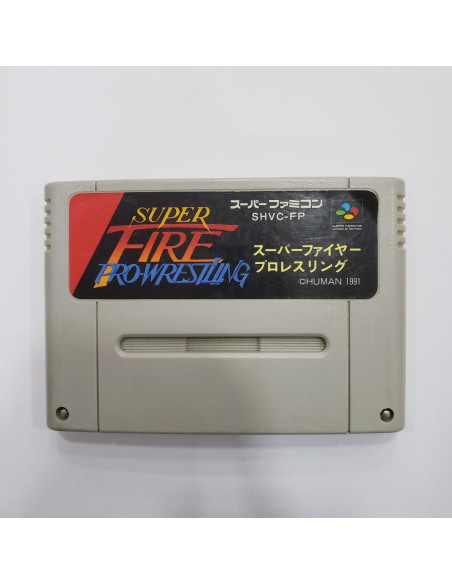 SUPER
FIRE
PRO-WRESTLING
スーパーファミコン
SHVC-FP
スーパーファイヤー
プロレスリング
©HUMAN 1991